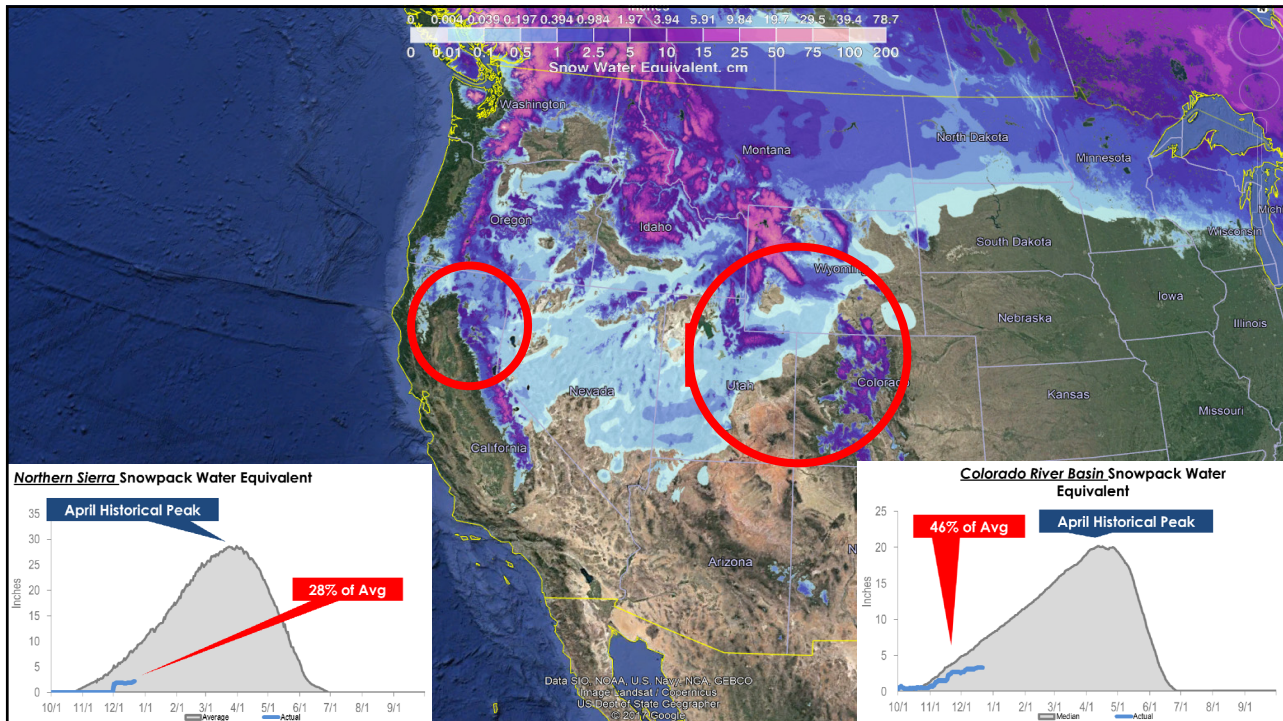 Inches
0 0.004 0.039 0.197 0.394 0.984 1.97 3.94 5.91 9.84 19.7 29.5 39.4 78.7
0 0.01 0.1 0.5 1 2.5 5 10 15 25 50 75 100 200
Snow Water Equivalent, cm
Washington
Montana
North Dakota
Minnesota
Oregon
Idaho
South Dakota
Wisconsin
Wyoming
Iowa
Nebraska
Illinois
Nevada
Utah
Colorado
Kansas
Missouri
California
Arizona
Data SIO, NOAA, U.S. Navy, NGA, GEBCO
Image Landsat / Copernicus
US Dept of State Geographer
© 2017 Google
Northern Sierra Snowpack Water Equivalent
April Historical Peak
28% of Avg
Inches
35
30
25
20
15
10
5
0
10/1 11/1 12/1 1/1 2/1 3/1 4/1 5/1 6/1 7/1 8/1 9/1
Average Actual
Colorado River Basin Snowpack Water
Equivalent
46% of Avg
April Historical Peak
Inches
25
20
15
10
5
0
10/1 11/1 12/1 1/1 2/1 3/1 4/1 5/1 6/1 7/1 8/1 9/1
Median Actual